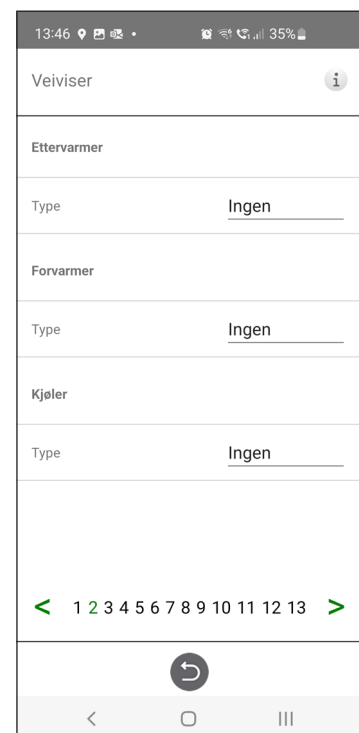 13:46 35%
Veiviser i
Ettervarmer
Type Ingen
Forvarmer
Type Ingen
Kjøler
Type Ingen
< 1 2 3 4 5 6 7 8 9 10 11 12 13 >